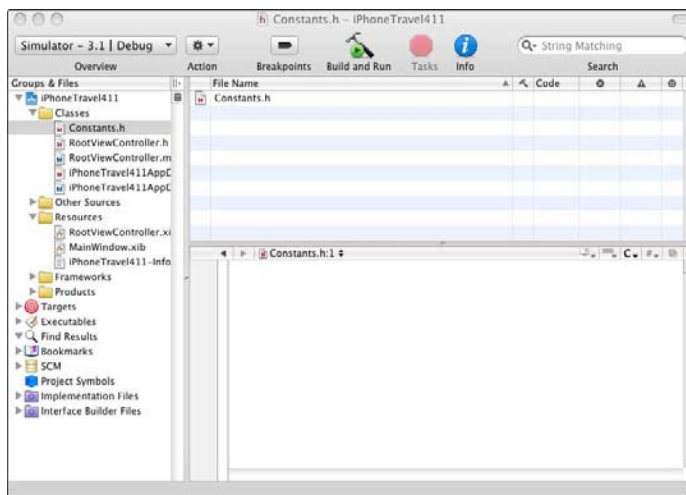 Constants.h – iPhoneTravel411
Simulator – 3.1 | Debug
String Matching
Overview
Action
Breakpoints
Build and Run
Tasks
Info
Search
Groups & Files
File Name
Code
iPhoneTravel411
Constants.h
Classes
Constants.h
RootViewController.h
RootViewController.m
iPhoneTravel411AppD
iPhoneTravel411AppD
Other Sources
Resources
RootViewController.xi
MainWindow.xib
iPhoneTravel411-Info
Frameworks
Products
Targets
Executables
Find Results
Bookmarks
SCM
Project Symbols
Implementation Files
Interface Builder Files
Constants.h:1
C
#